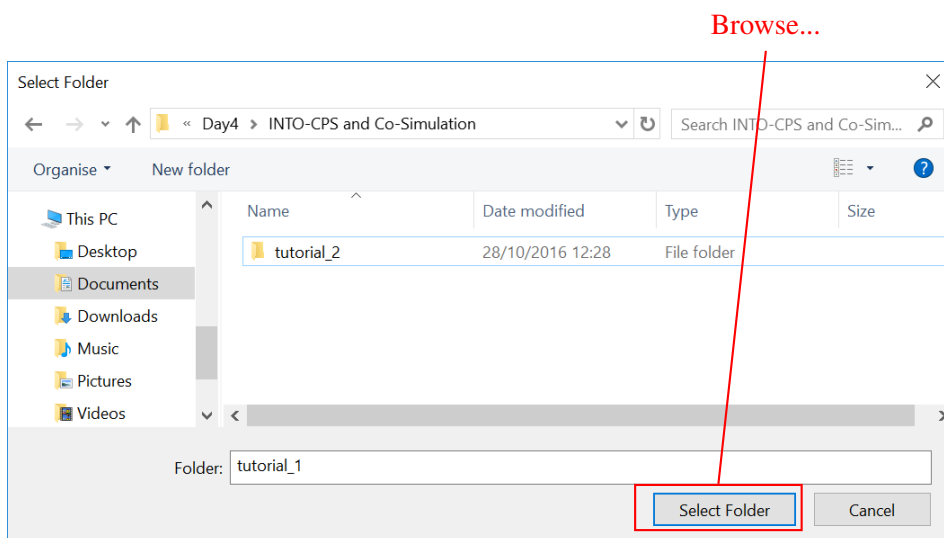 Browse...
Select Folder
« Day4 > INTO-CPS and Co-Simulation
Search INTO-CPS and Co-Sim...
Organise New folder
?
Name Date modified Type Size
This PC
Desktop
tutorial_2 28/10/2016 12:28 File folder
Documents
Downloads
Music
Pictures
Videos
Folder: tutorial_1
Select Folder Cancel